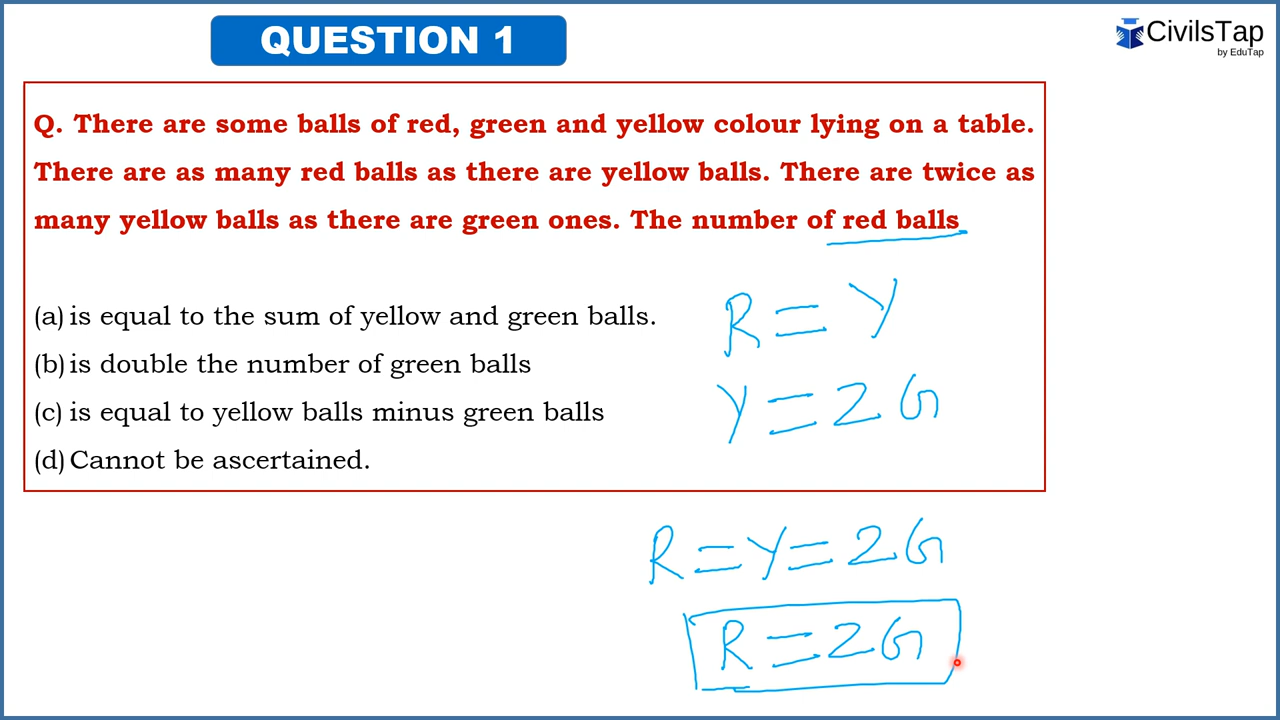 QUESTION 1
CivilsTap
by EduTap
Q. There are some balls of red, green and yellow colour lying on a table.
There are as many red balls as there are yellow balls. There are twice as
many yellow balls as there are green ones. The number of red balls
(a) is equal to the sum of yellow and green balls.
(b) is double the number of green balls
(c) is equal to yellow balls minus green balls
(d) Cannot be ascertained.
R = Y
Y = 2G
R = Y = 2G
R = 2G